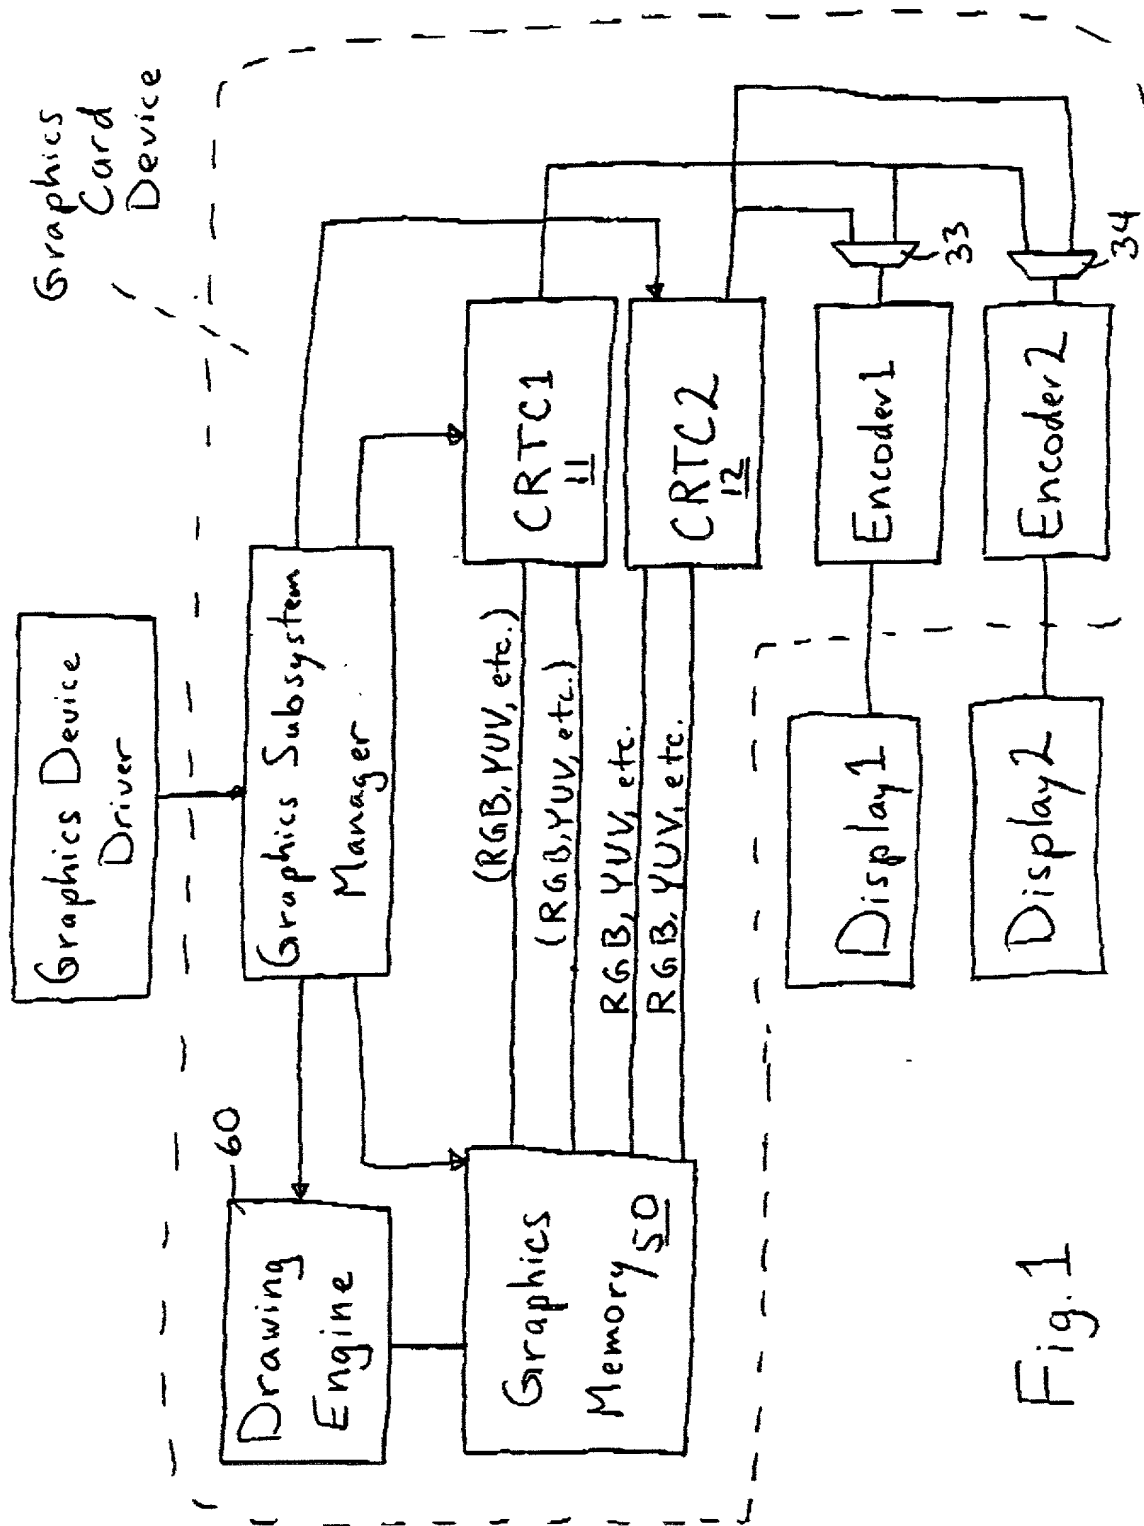 Graphics
Card
Device
Graphics Device
Driver
60
Drawing
Engine
Graphics Subsystem
Manager
Graphics
Memory 50
(RGB, YUV, etc.)
(RGB, YUV, etc.)
RGB, YUV, etc.
RGB, YUV, etc.
CRTC1
11
CRTC2
12
33
34
Display1
Encoder1
Display2
Encoder2
Fig. 1